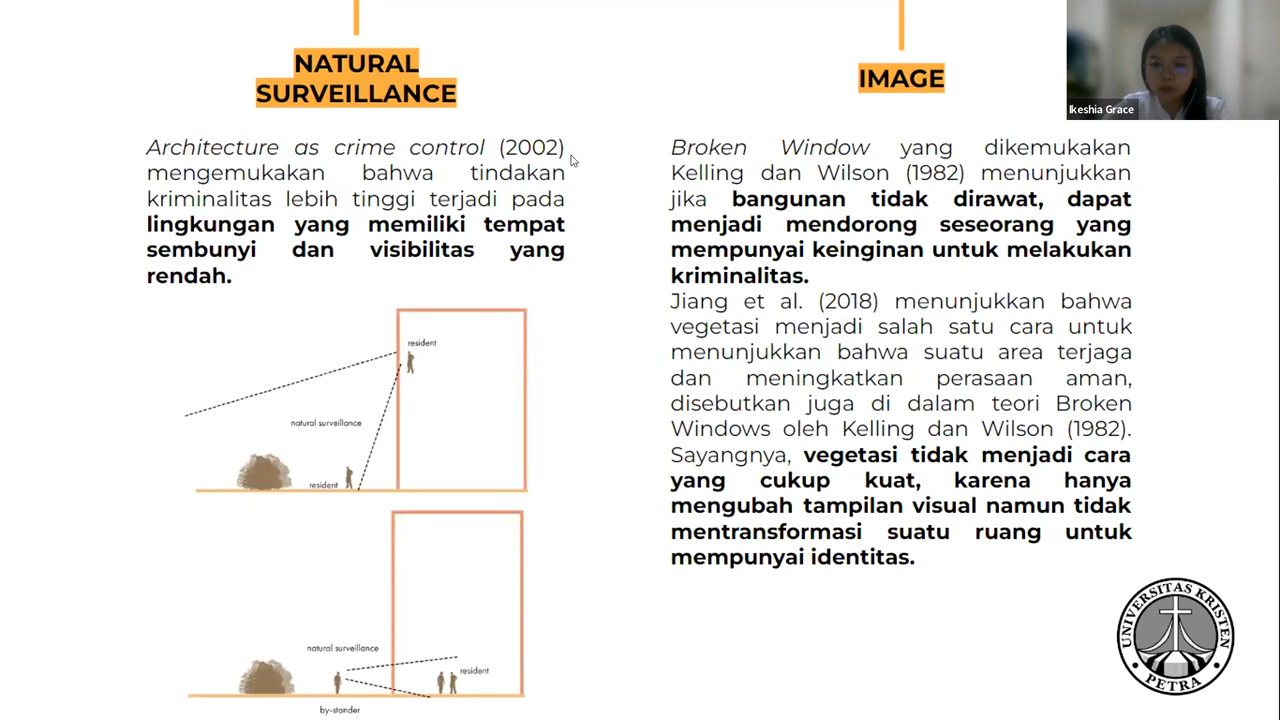 NATURAL
SURVEILLANCE
Architecture as crime control (2002)
mengemukakan bahwa tindakan
kriminalitas lebih tinggi terjadi pada
lingkungan yang memiliki tempat
sembunyi dan visibilitas yang
rendah.
resident
natural surveillance
resident
natural surveillance
resident
by-stander
IMAGE
Broken Window yang dikemukakan
Kelling dan Wilson (1982) menunjukkan
jika bangunan tidak dirawat, dapat
menjadi mendorong seseorang yang
mempunyai keinginan untuk melakukan
kriminalitas.
Jiang et al. (2018) menunjukkan bahwa
vegetasi menjadi salah satu cara untuk
menunjukkan bahwa suatu area terjaga
dan meningkatkan perasaan aman,
disebutkan juga di dalam teori Broken
Windows oleh Kelling dan Wilson (1982).
Sayangnya, vegetasi tidak menjadi cara
yang cukup kuat, karena hanya
mengubah tampilan visual namun tidak
mentransformasi suatu ruang untuk
mempunyai identitas.
Ikeshia Grace
UNIVERSITAS KRISTEN
PETRA